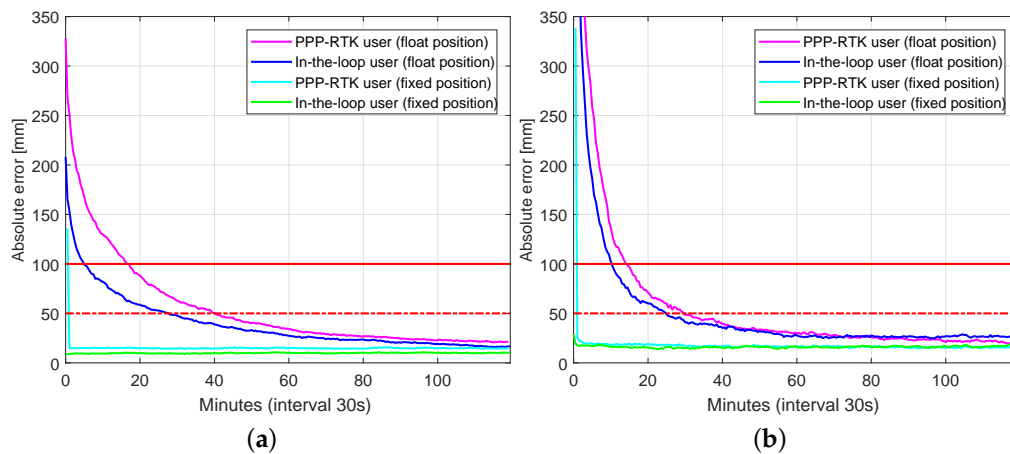 350
300
250
200
150
100
50
0
Absolute error [mm]
PPP-RTK user (float position)
In-the-loop user (float position)
PPP-RTK user (fixed position)
In-the-loop user (fixed position)
0 20 40 60 80 100
Minutes (interval 30s)
(a)
350
300
250
200
150
100
50
0
Absolute error [mm]
PPP-RTK user (float position)
In-the-loop user (float position)
PPP-RTK user (fixed position)
In-the-loop user (fixed position)
0 20 40 60 80 100
Minutes (interval 30s)
(b)